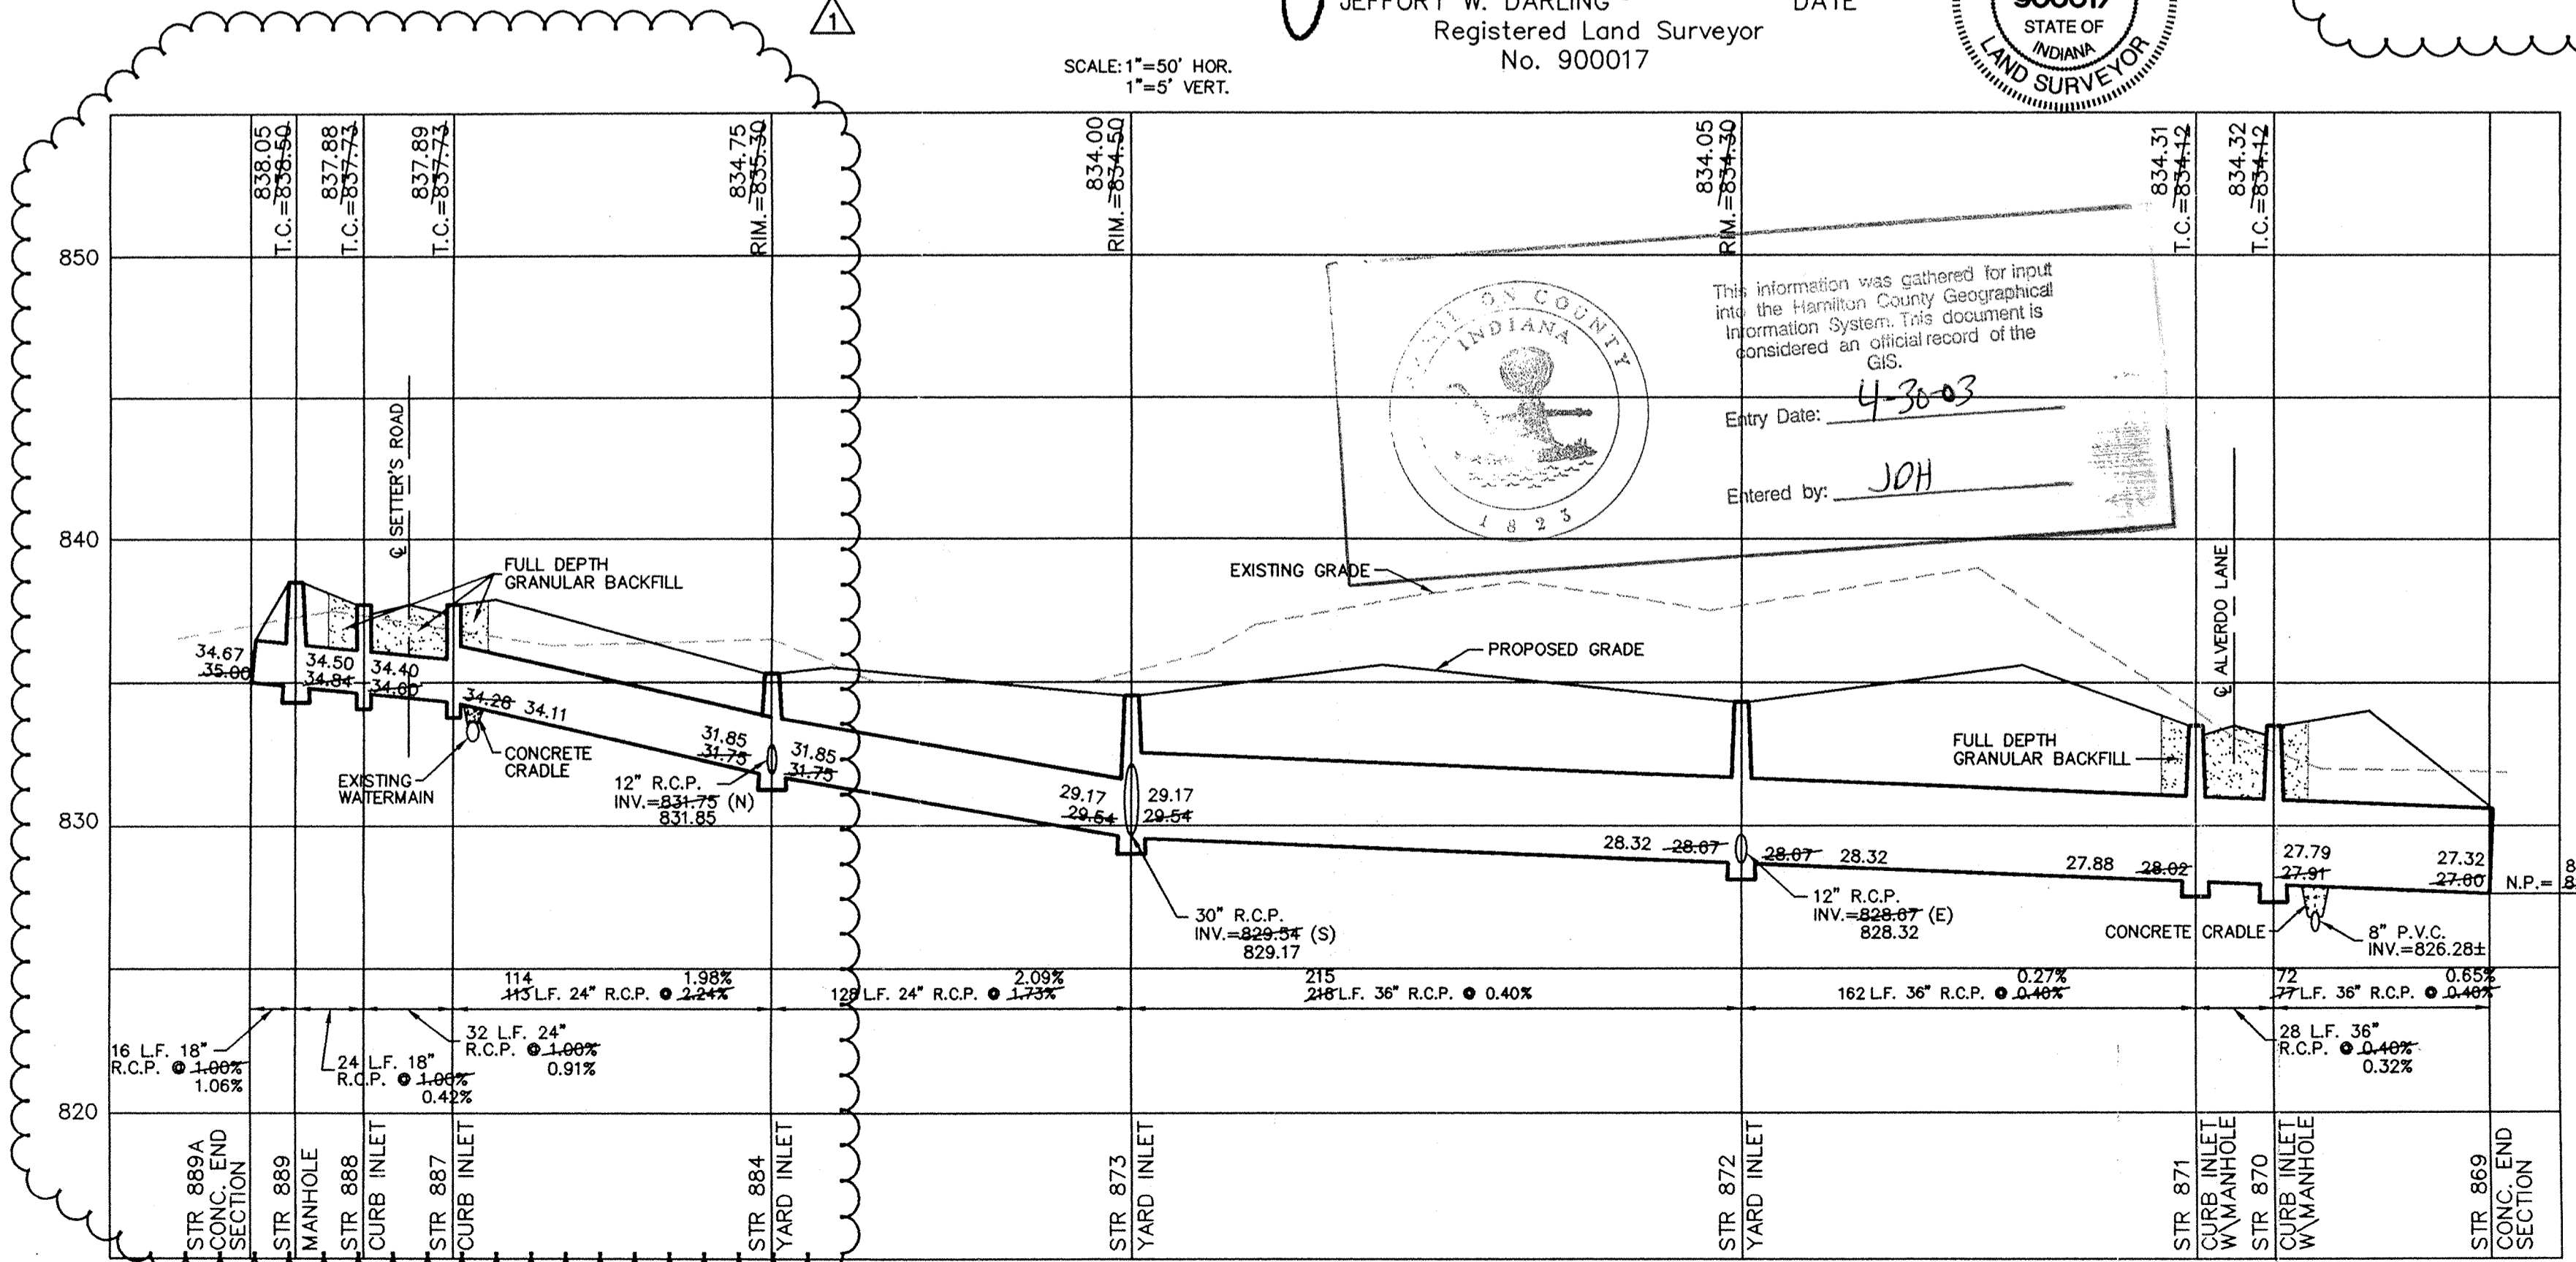 1
JEFFORY W. DARLING
DATE
Registered Land Surveyor
No. 900017
900017
STATE OF
INDIANA
LAND SURVEYOR
SCALE: 1"=50' HOR.
1"=5' VERT.
838.05
T.C.=838.50
837.88
T.C.=837.73
837.89
T.C.=837.73
834.75
RIM.=835.30
834.00
RIM.=834.50
834.05
RIM.=834.30
834.31
T.C.=834.12
834.32
T.C.=834.12
850
840
830
820
INDIANA
1823
This information was gathered for input
into the Hamilton County Geographical
Information System. This document is
considered an official record of the
GIS.
Entry Date: 4-30-03
Entered by: JDH
℄ SETTER'S ROAD
FULL DEPTH
GRANULAR BACKFILL
EXISTING GRADE
PROPOSED GRADE
℄ ALVERDO LANE
34.67
35.00
34.50
34.84
34.40
34.60
34.28 34.11
EXISTING
WATERMAIN
CONCRETE
CRADLE
31.85
31.75
31.85
31.75
12" R.C.P.
INV.=831.75 (N)
831.85
29.17
29.54
29.17
29.54
30" R.C.P.
INV.=829.54 (S)
829.17
28.32 28.67
28.67 28.32
12" R.C.P.
INV.=828.67 (E)
828.32
FULL DEPTH
GRANULAR BACKFILL
27.88 28.02
27.79
27.91
27.32
27.60
N.P.=
CONCRETE CRADLE
8" P.V.C.
INV.=826.28±
114 1.98%
113 L.F. 24" R.C.P. @ 2.24%
2.09%
128 L.F. 24" R.C.P. @ 1.73%
215
218 L.F. 36" R.C.P. @ 0.40%
0.27%
162 L.F. 36" R.C.P. @ 0.40%
72 0.65%
77 L.F. 36" R.C.P. @ 0.40%
16 L.F. 18"
R.C.P. @ 1.00%
1.06%
24 L.F. 18"
R.C.P. @ 1.00%
0.42%
32 L.F. 24"
R.C.P. @ 1.00%
0.91%
28 L.F. 36"
R.C.P. @ 0.40%
0.32%
STR 889A
CONC. END
SECTION
STR 889
MANHOLE
STR 888
CURB INLET
STR 887
CURB INLET
STR 884
YARD INLET
STR 873
YARD INLET
STR 872
YARD INLET
STR 871
CURB INLET
W\MANHOLE
STR 870
CURB INLET
W\MANHOLE
STR 869
CONC. END
SECTION